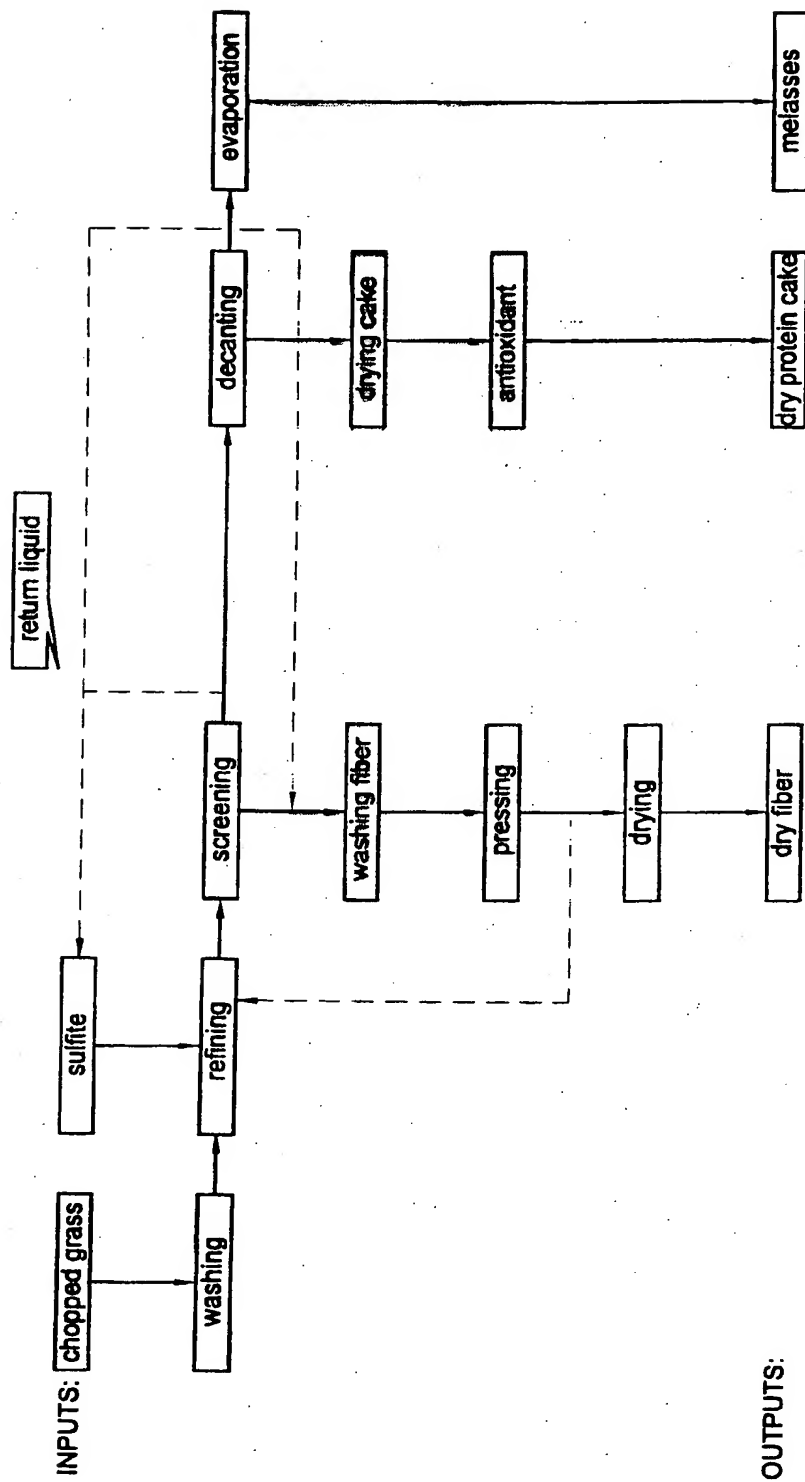 return liquid
INPUTS: chopped grass
sulfite
washing
refining
screening
decanting
evaporation
washing fiber
drying cake
pressing
antioxidant
drying
OUTPUTS:
dry fiber
dry protein cake
melasses